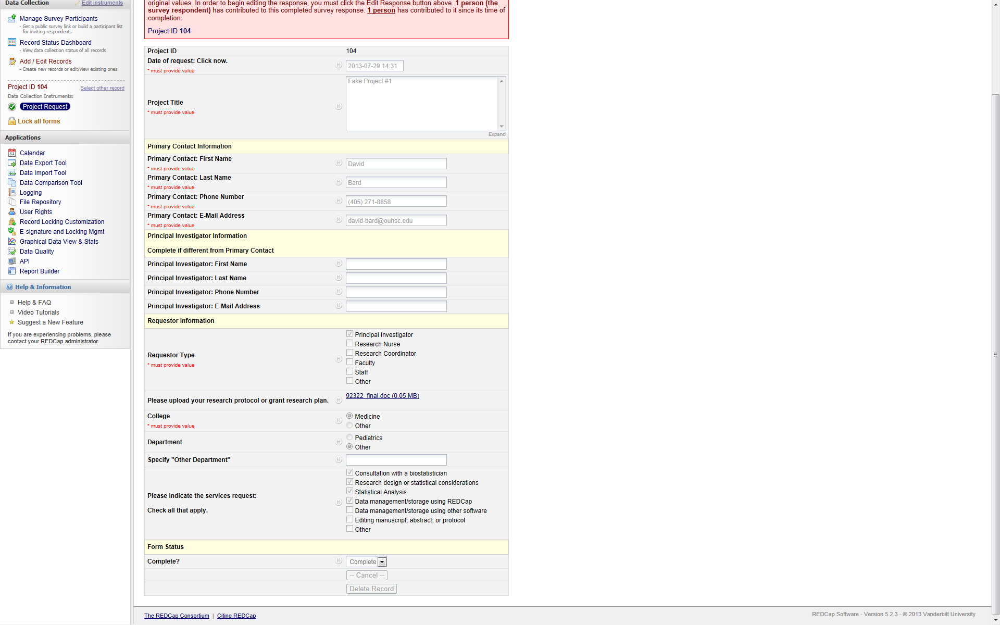 Data Collection
Edit instruments
Manage Survey Participants
- Get a public survey link or build a participant list
for inviting respondents
Record Status Dashboard
- View data collection status of all records
Add / Edit Records
- Create new records or edit/view existing ones
Project ID 104
Select other record
Data Collection Instruments:
Project Request
Lock all forms
Applications
31
Calendar
Data Export Tool
Data Import Tool
Data Comparison Tool
Logging
File Repository
User Rights
Record Locking Customization
E-signature and Locking Mgmt
Graphical Data View & Stats
Data Quality
API
Report Builder
Help & Information
Help & FAQ
Video Tutorials
Suggest a New Feature
If you are experiencing problems, please
contact your REDCap administrator.
original values. In order to begin editing the response, you must click the Edit Response button above. 1 person (the
survey respondent) has contributed to this completed survey response. 1 person has contributed to it since its time of
completion.
Project ID 104
Project ID
104
Date of request: Click now.
* must provide value
H
2013-07-29 14:31
Project Title
* must provide value
H
Fake Project #1
Expand
Primary Contact Information
Primary Contact: First Name
* must provide value
H
David
Primary Contact: Last Name
* must provide value
H
Bard
Primary Contact: Phone Number
* must provide value
H
(405) 271-8858
Primary Contact: E-Mail Address
* must provide value
H
david-bard@ouhsc.edu
Principal Investigator Information
Complete if different from Primary Contact
Principal Investigator: First Name
H
Principal Investigator: Last Name
H
Principal Investigator: Phone Number
H
Principal Investigator: E-Mail Address
H
Requestor Information
Requestor Type
* must provide value
H
Principal Investigator
Research Nurse
Research Coordinator
Faculty
Staff
Other
Please upload your research protocol or grant research plan.
H
92322_final.doc (0.05 MB)
College
* must provide value
H
Medicine
Other
Department
H
Pediatrics
Other
Specify "Other Department"
H
Please indicate the services request:
Check all that apply.
H
Consultation with a biostatistician
Research design or statistical considerations
Statistical Analysis
Data management/storage using REDCap
Data management/storage using other software
Editing manuscript, abstract, or protocol
Other
Form Status
Complete?
H
Complete
-- Cancel --
Delete Record
The REDCap Consortium | Citing REDCap
REDCap Software - Version 5.2.3 - © 2013 Vanderbilt University